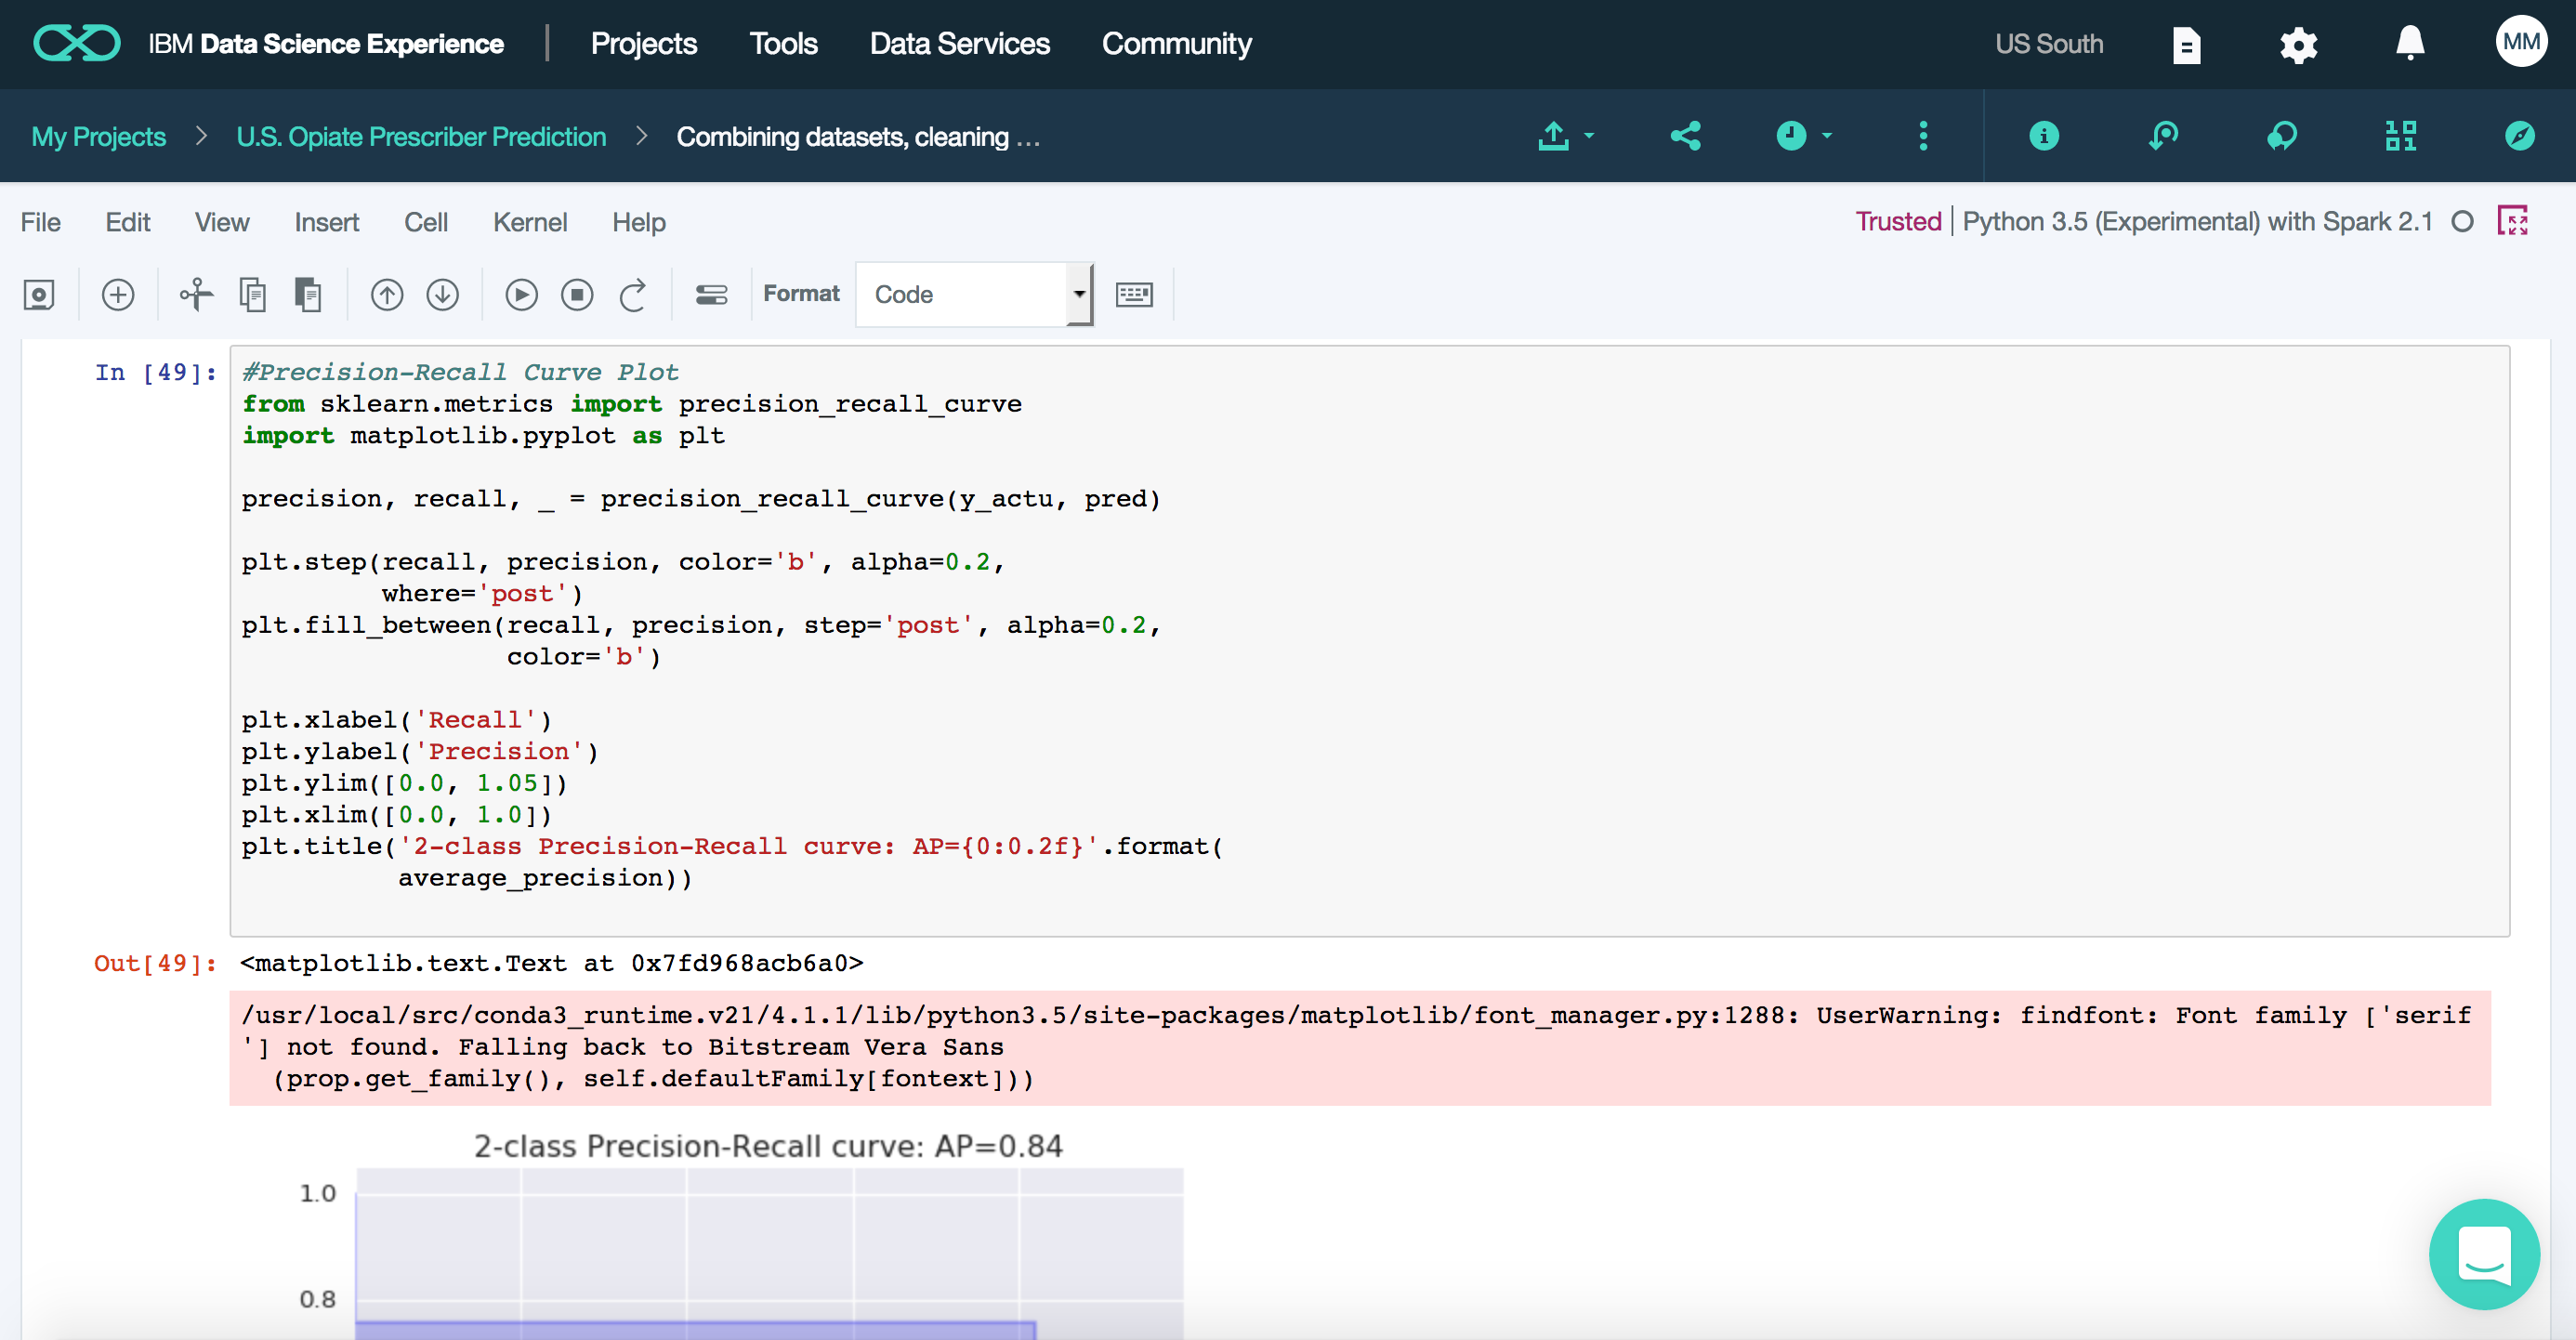 IBM Data Science Experience | Projects Tools Data Services Community US South MM
My Projects > U.S. Opiate Prescriber Prediction > Combining datasets, cleaning ...
File Edit View Insert Cell Kernel Help Trusted | Python 3.5 (Experimental) with Spark 2.1
Format Code
In [49]: #Precision-Recall Curve Plot
from sklearn.metrics import precision_recall_curve
import matplotlib.pyplot as plt
precision, recall, _ = precision_recall_curve(y_actu, pred)
plt.step(recall, precision, color='b', alpha=0.2,
where='post')
plt.fill_between(recall, precision, step='post', alpha=0.2,
color='b')
plt.xlabel('Recall')
plt.ylabel('Precision')
plt.ylim([0.0, 1.05])
plt.xlim([0.0, 1.0])
plt.title('2-class Precision-Recall curve: AP={0:0.2f}'.format(
average_precision))
Out[49]: <matplotlib.text.Text at 0x7fd968acb6a0>
/usr/local/src/conda3_runtime.v21/4.1.1/lib/python3.5/site-packages/matplotlib/font_manager.py:1288: UserWarning: findfont: Font family ['serif
'] not found. Falling back to Bitstream Vera Sans
(prop.get_family(), self.defaultFamily[fontext]))
2-class Precision-Recall curve: AP=0.84
1.0
0.8